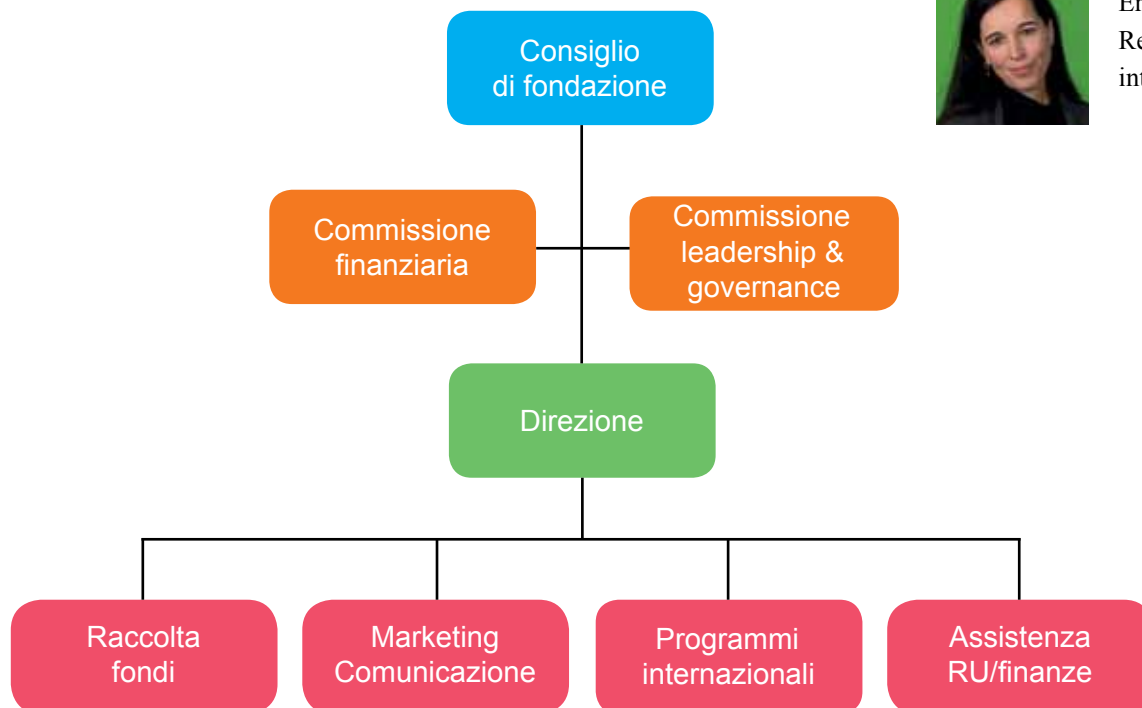 Consiglio
di fondazione
Commissione
finanziaria
Commissione
leadership &
governance
Direzione
Raccolta
fondi
Marketing
Comunicazione
Programmi
internazionali
Assistenza
RU/finanze